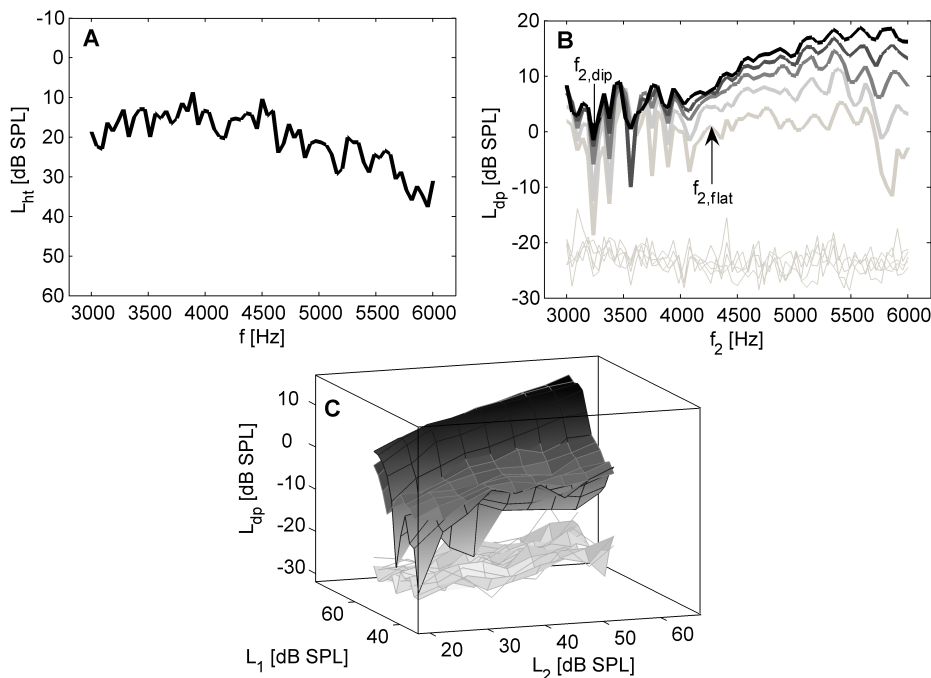 A
-10
0
10
20
30
40
50
60
L_ht [dB SPL]
3000 3500 4000 4500 5000 5500 6000
f [Hz]
B
20
10
0
-10
-20
-30
L_dp [dB SPL]
f_2,dip
f_2,flat
3000 3500 4000 4500 5000 5500 6000
f_2 [Hz]
C
10
0
-10
-20
-30
L_dp [dB SPL]
60
40
L_1 [dB SPL]
20 30 40 50 60
L_2 [dB SPL]